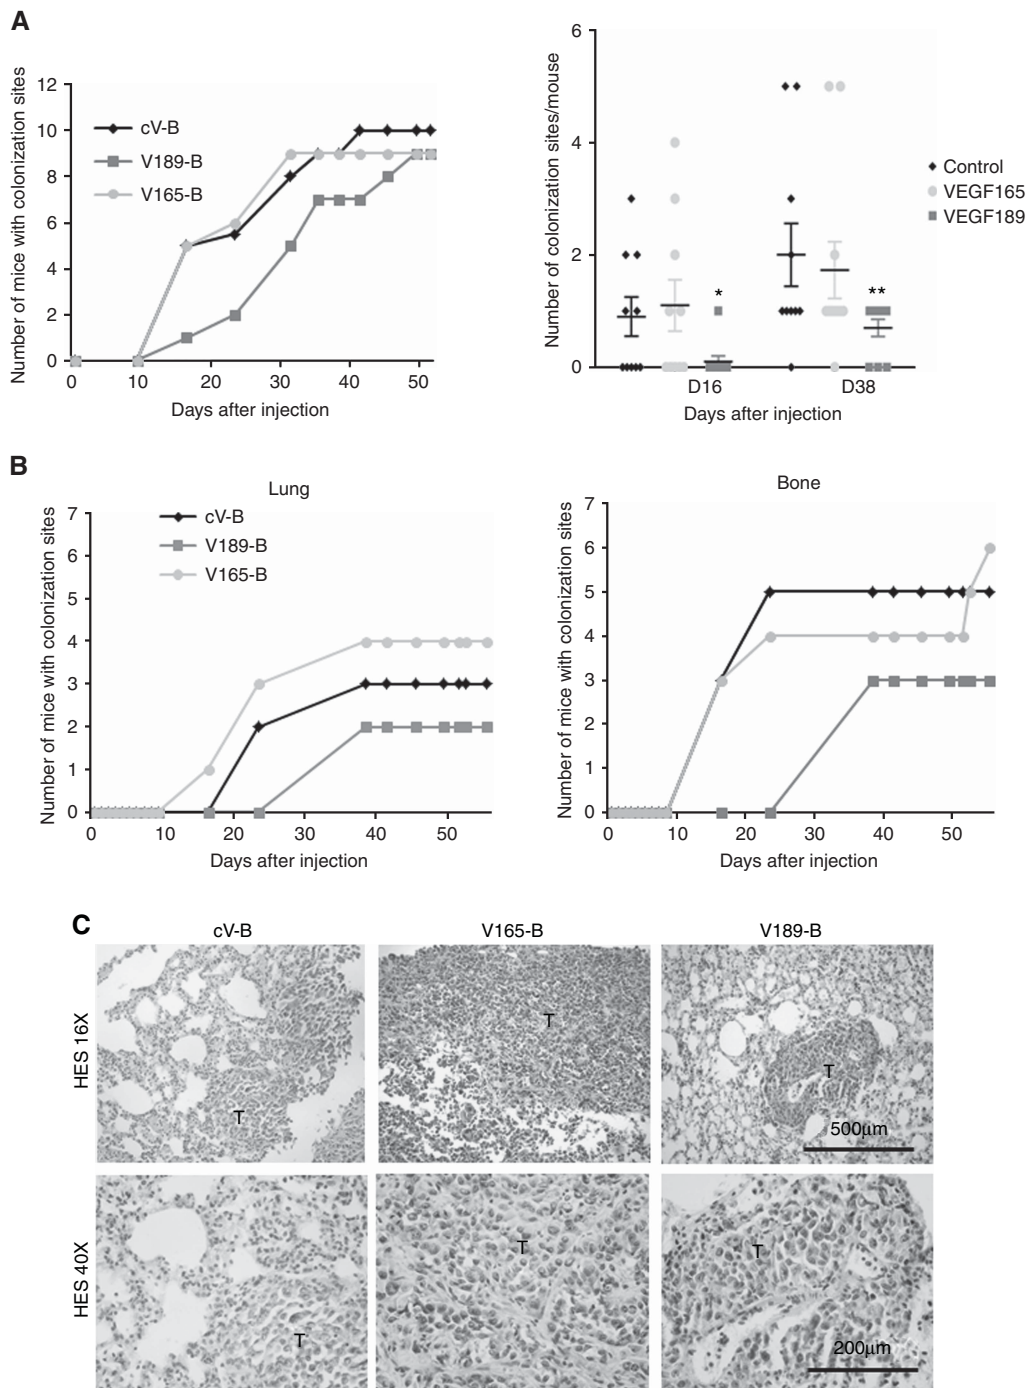 A
Number of mice with colonization sites
12
10
8
6
4
2
0
cV-B
V189-B
V165-B
0 10 20 30 40 50
Days after injection
Number of colonization sites/mouse
6
4
2
0
*
**
D16 D38
Days after injection
Control
VEGF165
VEGF189
B
Lung
Number of mice with colonization sites
7
6
5
4
3
2
1
0
cV-B
V189-B
V165-B
0 10 20 30 40 50
Days after injection
Bone
Number of mice with colonization sites
7
6
5
4
3
2
1
0
0 10 20 30 40 50
Days after injection
C
cV-B V165-B V189-B
HES 16X
T
T
T
500μm
HES 40X
T
T
T
200μm